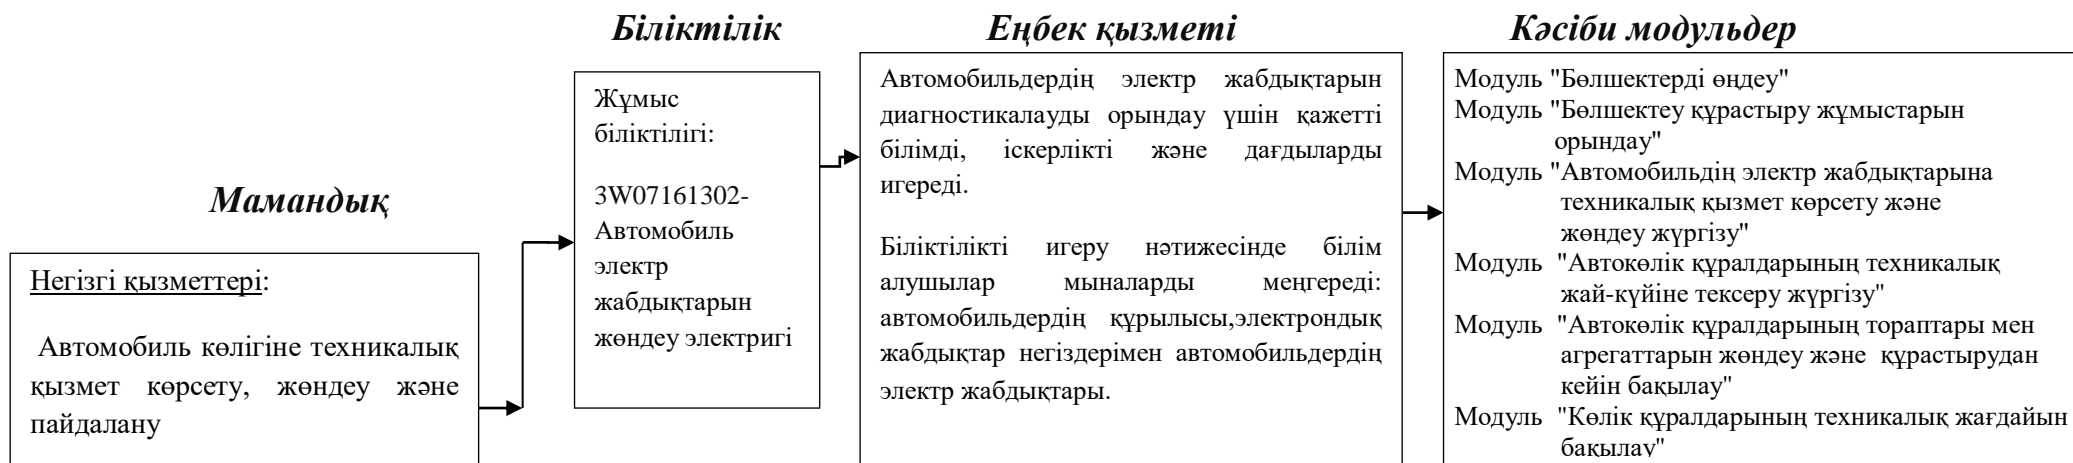 Мамандық
Негізгі қызметтері:
Автомобиль көлігіне техникалық
қызмет көрсету, жөндеу және
пайдалану
Біліктілік
Жұмыс
біліктілігі:
3W07161302-
Автомобиль
электр
жабдықтарын
жөндеу электригі
Еңбек қызметі
Автомобильдердің электр жабдықтарын
диагностикалауды орындау үшін қажетті
білімді, іскерлікті және дағдыларды
игереді.
Біліктілікті игеру нәтижесінде білім
алушылар мыналарды меңгереді:
автомобильдердің құрылысы,электрондық
жабдықтар негіздерімен автомобильдердің
электр жабдықтары.
Кәсіби модульдер
Модуль "Бөлшектерді өңдеу"
Модуль "Бөлшектеу құрастыру жұмыстарын
орындау"
Модуль "Автомобильдің электр жабдықтарына
техникалық қызмет көрсету және
жөндеу жүргізу"
Модуль "Автокөлік құралдарының техникалық
жай-күйіне тексеру жүргізу"
Модуль "Автокөлік құралдарының тораптары мен
агрегаттарын жөндеу және құрастырудан
кейін бақылау"
Модуль "Көлік құралдарының техникалық жағдайын
бақылау"